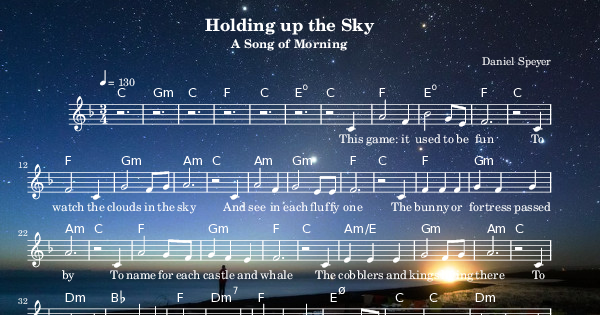 Holding up the Sky
A Song of Morning
Daniel Speyer
= 130
C Gm C F C E° C F E° F C
3 4
This game: it used to be fun To
12
F Gm Am C Am Gm F C F Gm
watch the clouds in the sky And see in each fluffy one The bunny or fortress passed
22
Am C F Gm F C Am/E Gm Am C
by To name for each castle and whale The cobblers and king there To
32
Dm B♭ F Dm7 F EØ C C Dm